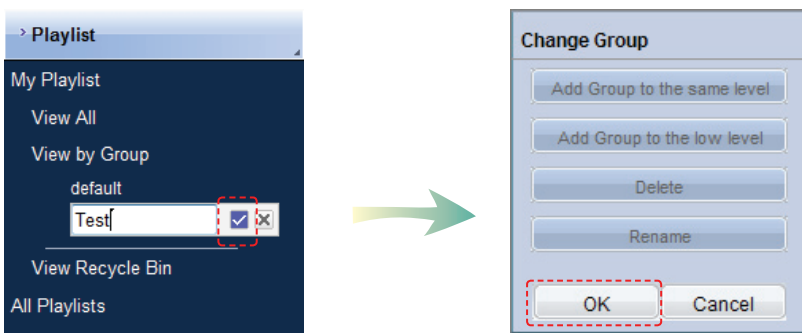 Playlist
My Playlist
View All
View by Group
default
Test
View Recycle Bin
All Playlists
Change Group
Add Group to the same level
Add Group to the low level
Delete
Rename
OK
Cancel